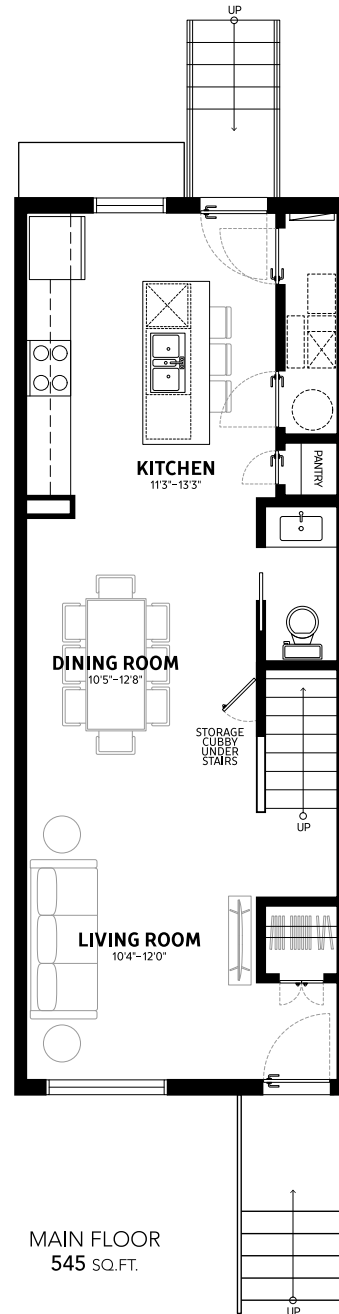 UP
KITCHEN
11'3"-13'3"
PANTRY
DINING ROOM
10'5"-12'8"
STORAGE
CUBBY
UNDER
STAIRS
UP
LIVING ROOM
10'4"-12'0"
MAIN FLOOR
545 SQ.FT.
UP